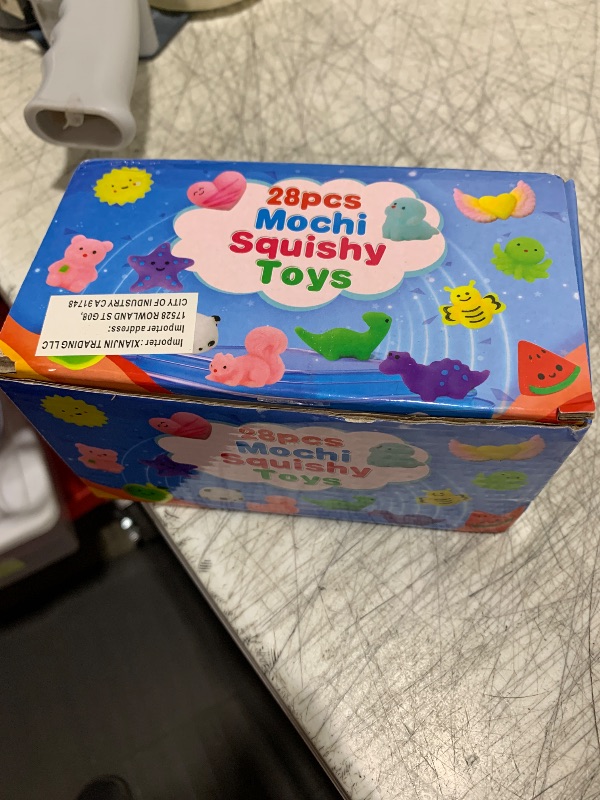 28pcs
Mochi
Squishy
Toys
Importer: XIANJIN TRADING LLC
Importer address:
17528 ROWLAND ST G08,
CITY OF INDUSTRY CA 91748
28pcs
Mochi
Squishy
Toys